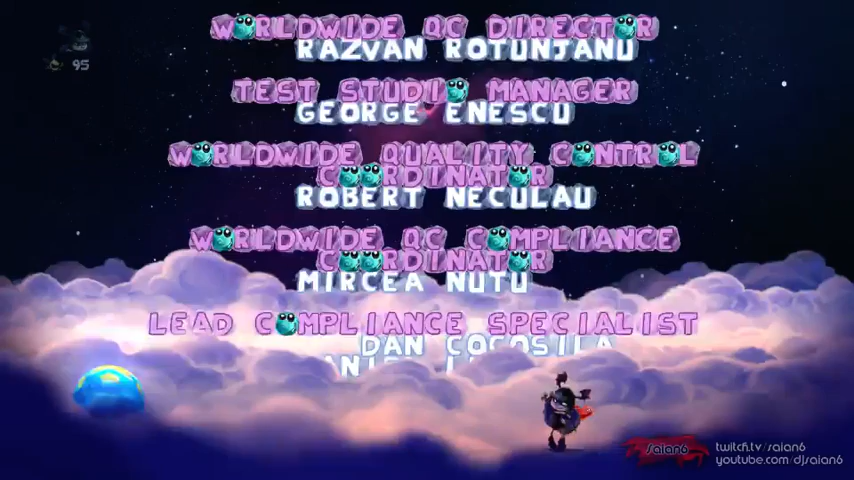 WORLDWIDE QC DIRECTOR
RAZVAN ROTUNJANU
95
TEST STUDIO MANAGER
GEORGE ENESCU
WORLDWIDE QUALITY CONTROL
COORDINATOR
ROBERT NECULAU
WORLDWIDE QC COMPLIANCE
COORDINATOR
MIRCEA NUTU
LEAD COMPLIANCE SPECIALIST
DAN COCOSILA
saian6
twitch.tv/saian6
youtube.com/djsaian6